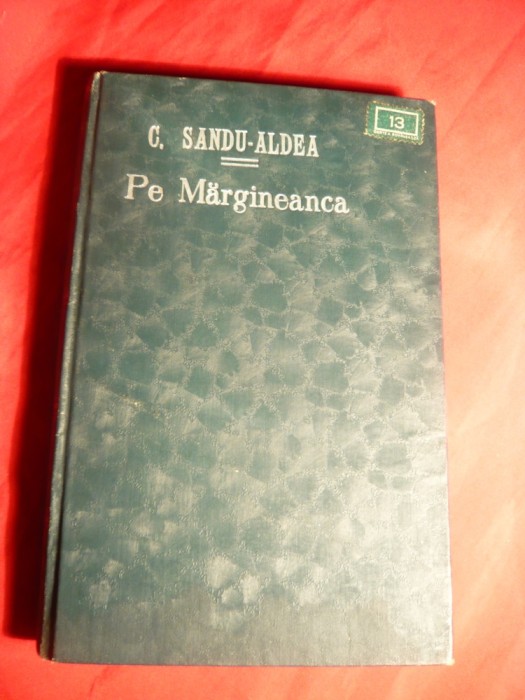 C. SANDU-ALDEA
13
Pe Mărgineanca